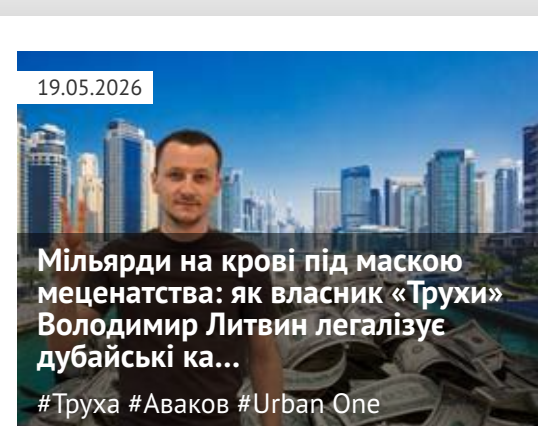 19.05.2026
Мільярди на крові під маскою
меценатства: як власник «Трухи»
Володимир Литвин легалізує
дубайські ка...
#Труха #Аваков #Urban One